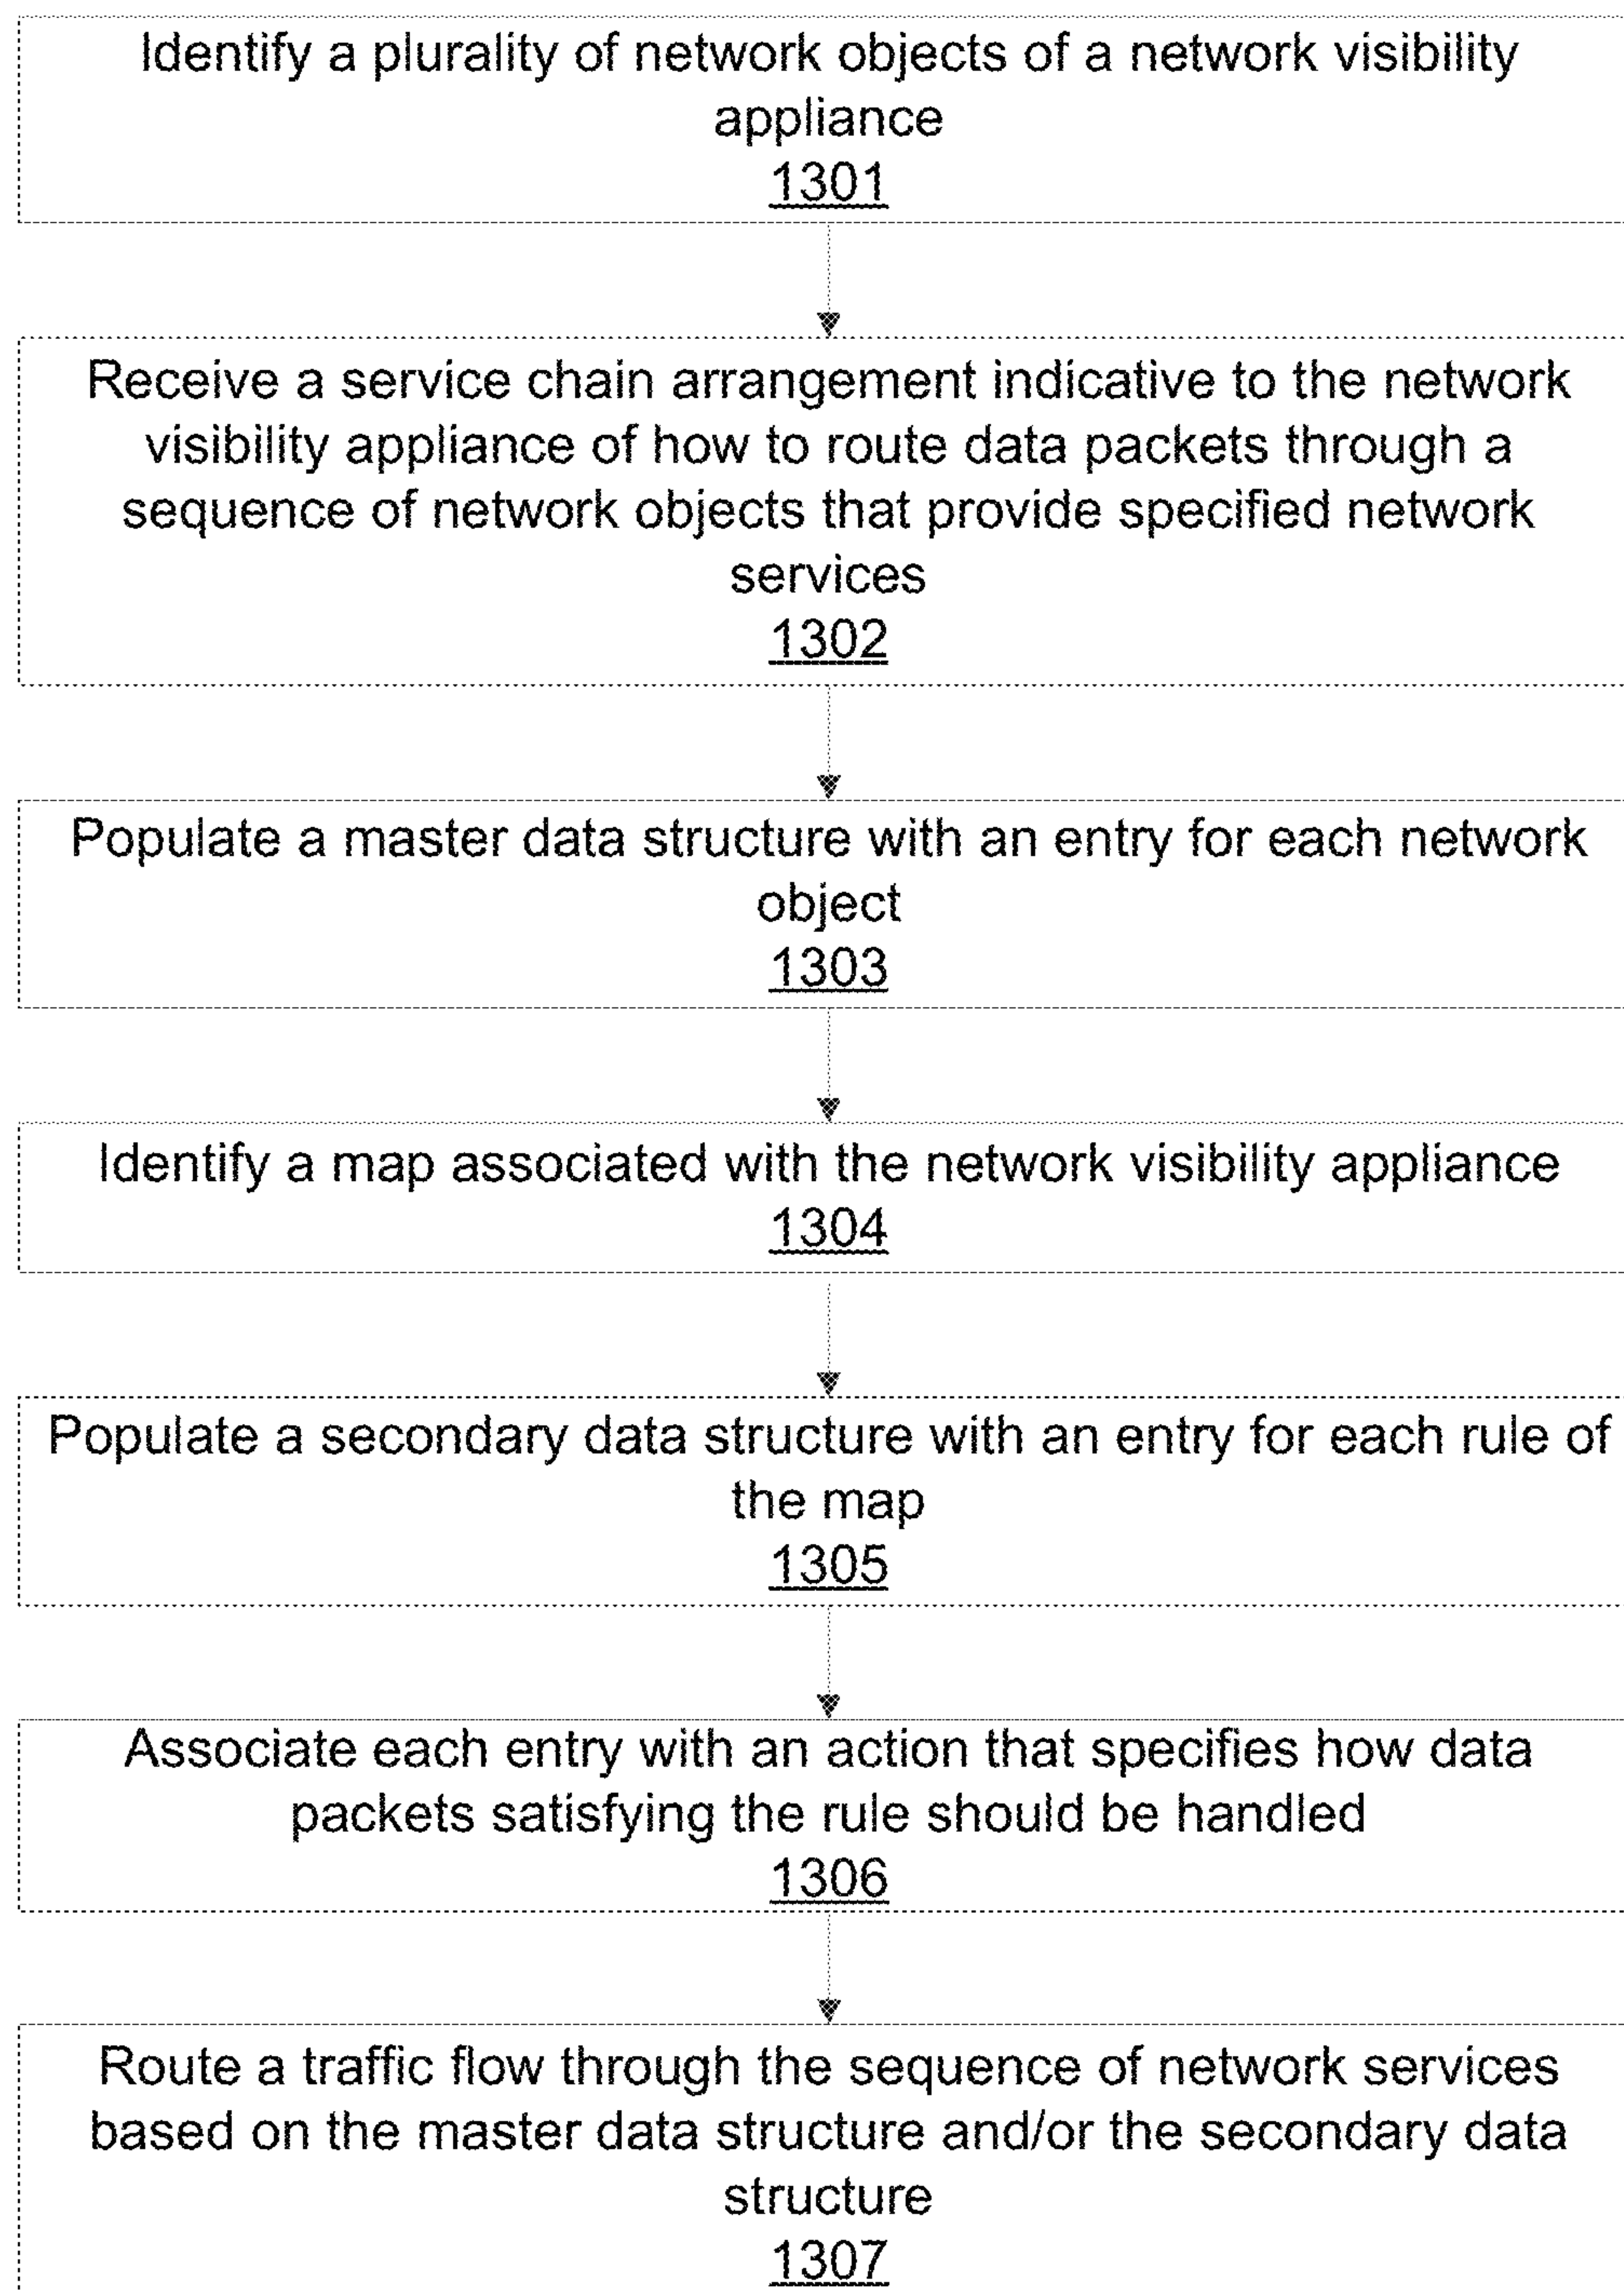 Identify a plurality of network objects of a network visibility
appliance
1301
Receive a service chain arrangement indicative to the network
visibility appliance of how to route data packets through a
sequence of network objects that provide specified network
services
1302
Populate a master data structure with an entry for each network
object
1303
Identify a map associated with the network visibility appliance
1304
Populate a secondary data structure with an entry for each rule of
the map
1305
Associate each entry with an action that specifies how data
packets satisfying the rule should be handled
1306
Route a traffic flow through the sequence of network services
based on the master data structure and/or the secondary data
structure
1307